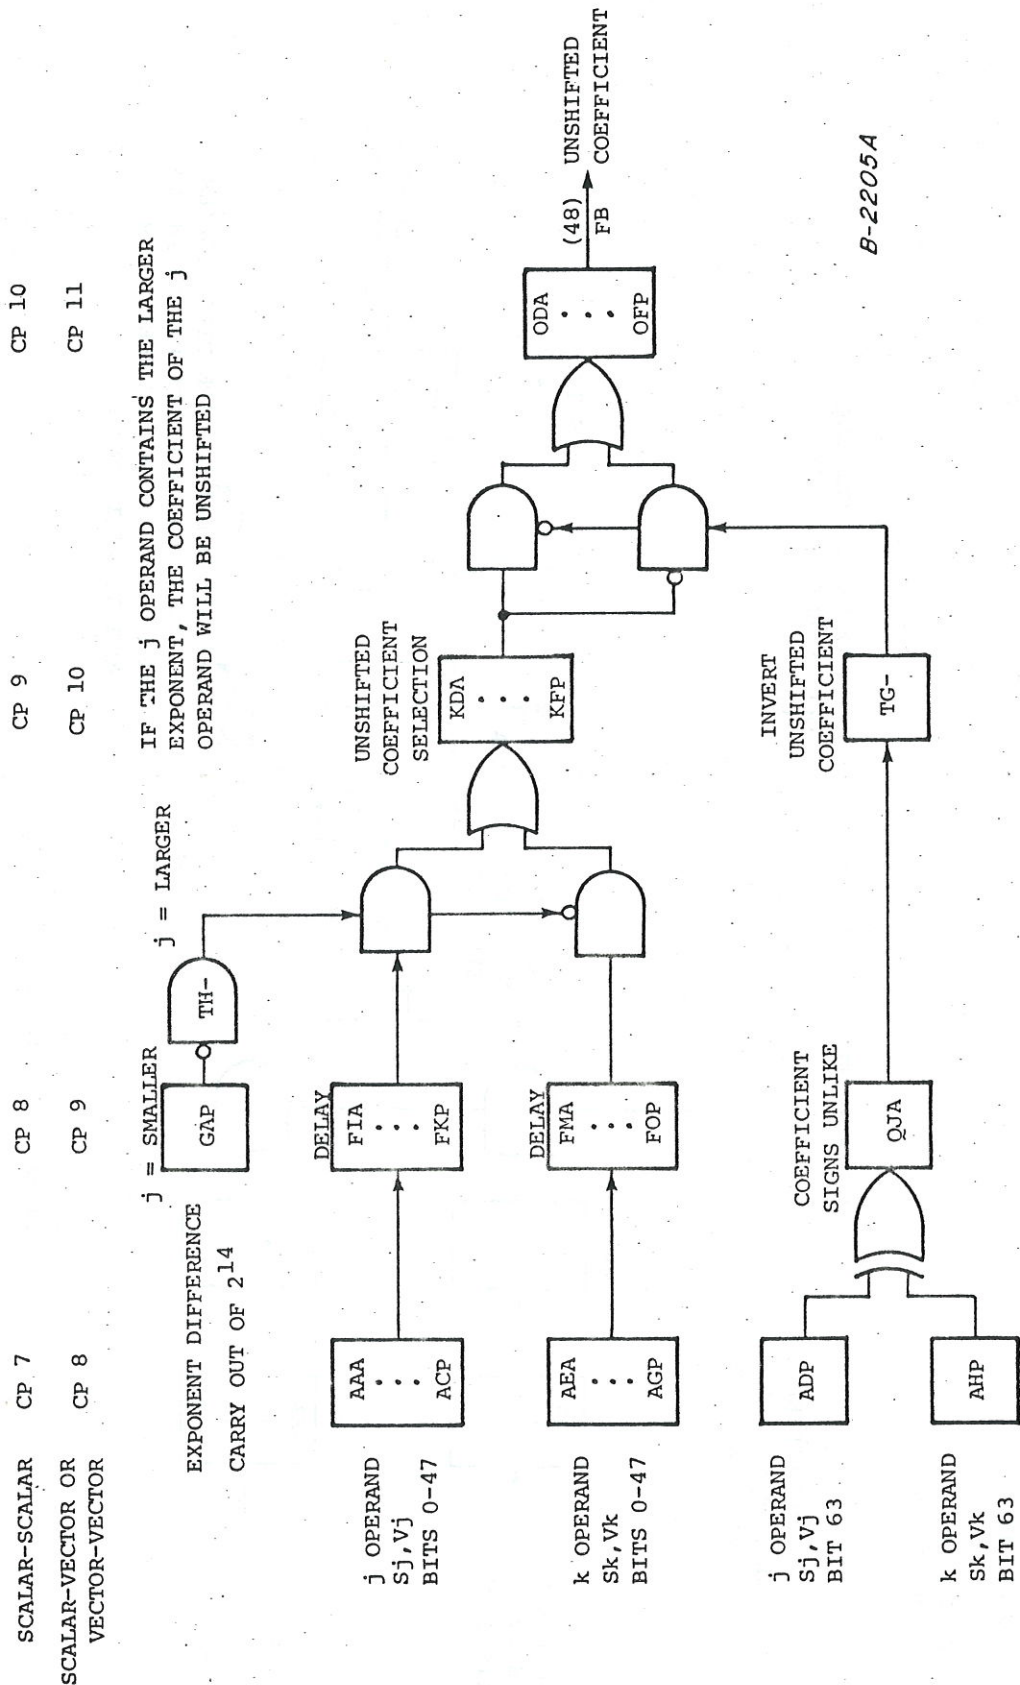 SCALAR-SCALAR CP 7 CP 8 CP 9 CP 10
SCALAR-VECTOR OR
VECTOR-VECTOR CP 8 CP 9 CP 10 CP 11
EXPONENT DIFFERENCE
CARRY OUT OF 2^14
j = SMALLER
GAP
TH-
j = LARGER
IF THE j OPERAND CONTAINS THE LARGER
EXPONENT, THE COEFFICIENT OF THE j
OPERAND WILL BE UNSHIFTED
j OPERAND
Sj,Vj
BITS 0-47
AAA
ACP
DELAY
FIA
FKP
k OPERAND
Sk,Vk
BITS 0-47
AEA
AGP
DELAY
FMA
FOP
UNSHIFTED
COEFFICIENT
SELECTION
KDA
KFP
ODA
OFP
(48)
FB
UNSHIFTED
COEFFICIENT
j OPERAND
Sj,Vj
BIT 63
ADP
k OPERAND
Sk,Vk
BIT 63
AHP
COEFFICIENT
SIGNS UNLIKE
QJA
INVERT
UNSHIFTED
COEFFICIENT
TG-
B-2205A